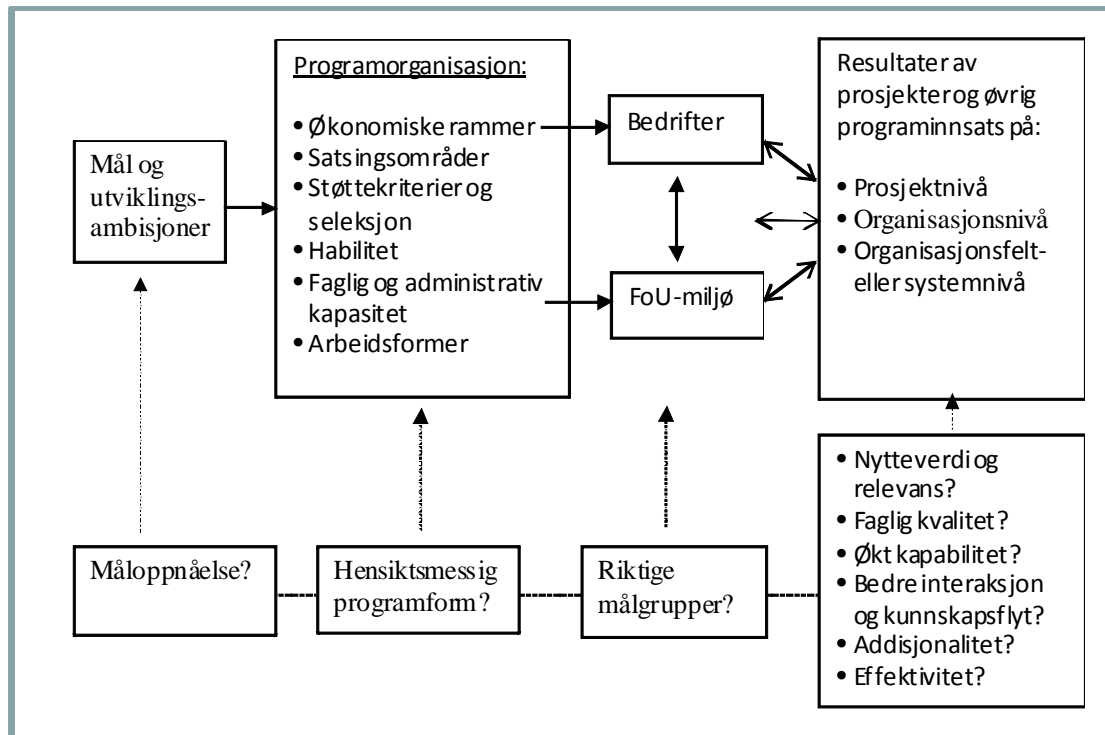 Mål og
utviklings-
ambisjoner
Programorganisasjon:
• Økonomiske rammer
• Satsingsområder
• Støttekriterier og
seleksjon
• Habilitet
• Faglig og administrativ
kapasitet
• Arbeidsformer
Bedrifter
FoU-miljø
Resultater av
prosjekter og øvrig
programinnsats på:
• Prosjektnivå
• Organisasjonsnivå
• Organisasjonsfelt-
eller systemnivå
Måloppnåelse?
Hensiktsmessig
programform?
Riktige
målgrupper?
• Nytteverdi og
relevans?
• Faglig kvalitet?
• Økt kapabilitet?
• Bedre interaksjon
og kunnskapsflyt?
• Addisjonalitet?
• Effektivitet?